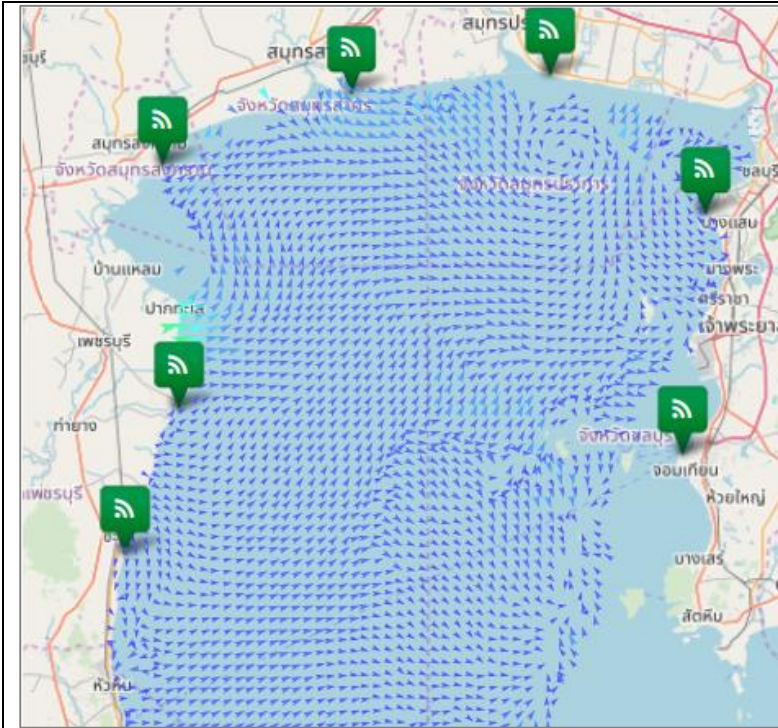 สมุทรปร
สมุทรสา
จังหวัดสมุทรสาคร
สมุทรสงคราม
จังหวัดสมุทรสงคราม
จังหวัดสมุทรปราการ
ชลบุรี
บางแสน
บ้านแหลม
บางพระ
ปากทะเล
ศรีราชา
เพชรบุรี
เจ้าพระยา
ท่ายาง
จังหวัดชลบุรี
จอมเทียน
เพชรบุรี
ห้วยใหญ่
บางเสร่
สัตหีบ
หัวหิน